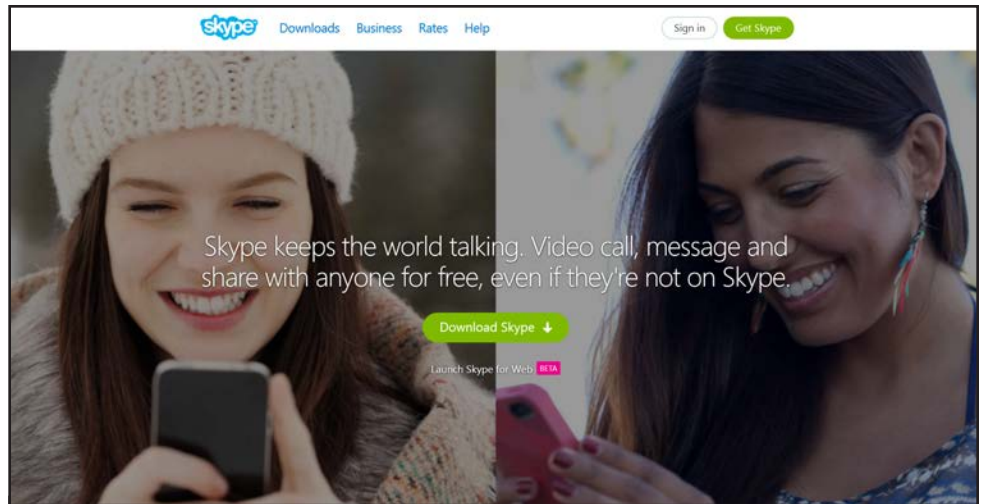 skype Downloads Business Rates Help Sign in Get Skype
Skype keeps the world talking. Video call, message and
share with anyone for free, even if they're not on Skype.
Download Skype
Launch Skype for Web BETA